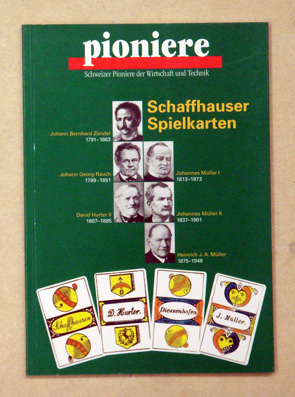 pioniere
Schweizer Pioniere der Wirtschaft und Technik
Schaffhauser
Spielkarten
Johann Bernhard Zündel
1791–1863
Johann Georg Rauch
1789–1851
Johannes Müller I
1813–1873
David Hurter II
1807–1885
Johannes Müller II
1837–1901
Heinrich J. A. Müller
1875–1948
Schaffhausen
D. Hurter.
Diessenhofen
J. Müller.